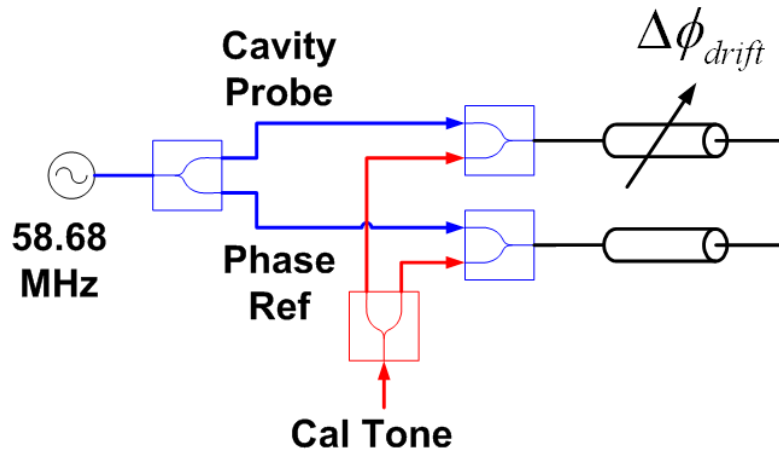 Cavity
Probe
Δϕdrift
58.68
MHz
Phase
Ref
Cal Tone